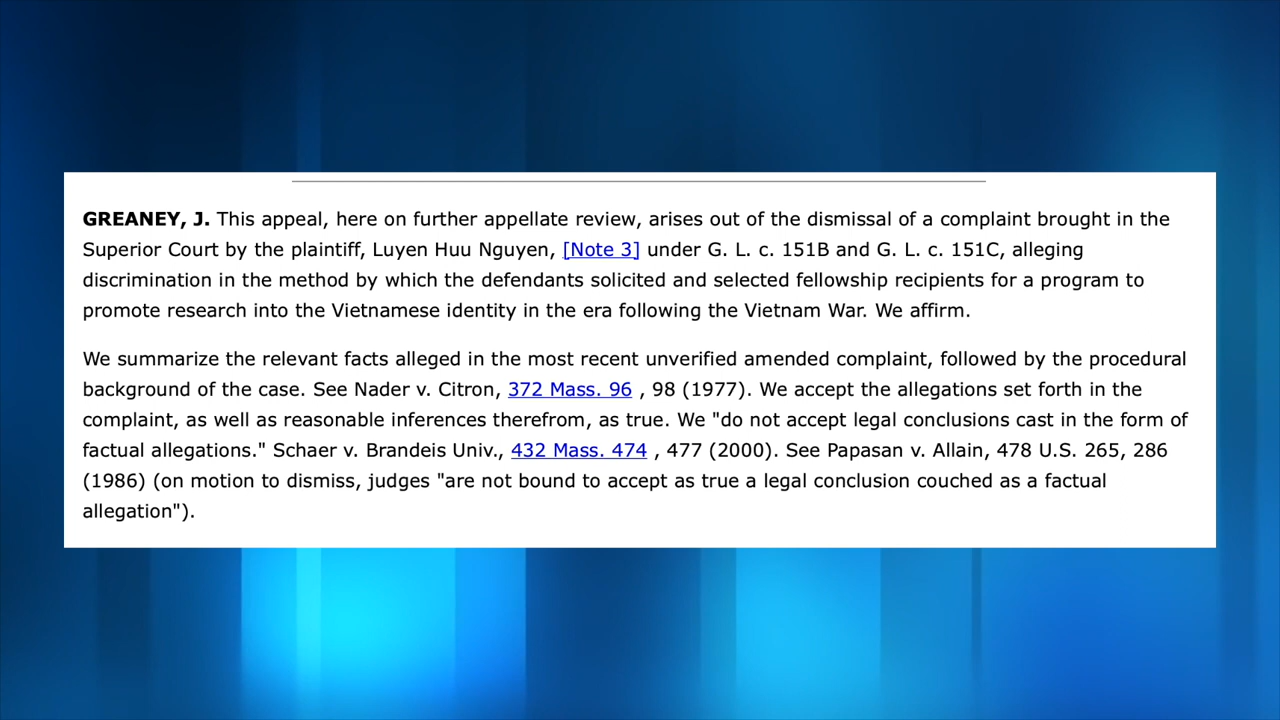 GREANEY, J. This appeal, here on further appellate review, arises out of the dismissal of a complaint brought in the
Superior Court by the plaintiff, Luyen Huu Nguyen, [Note 3] under G. L. c. 151B and G. L. c. 151C, alleging
discrimination in the method by which the defendants solicited and selected fellowship recipients for a program to
promote research into the Vietnamese identity in the era following the Vietnam War. We affirm.
We summarize the relevant facts alleged in the most recent unverified amended complaint, followed by the procedural
background of the case. See Nader v. Citron, 372 Mass. 96 , 98 (1977). We accept the allegations set forth in the
complaint, as well as reasonable inferences therefrom, as true. We "do not accept legal conclusions cast in the form of
factual allegations." Schaer v. Brandeis Univ., 432 Mass. 474 , 477 (2000). See Papasan v. Allain, 478 U.S. 265, 286
(1986) (on motion to dismiss, judges "are not bound to accept as true a legal conclusion couched as a factual
allegation").